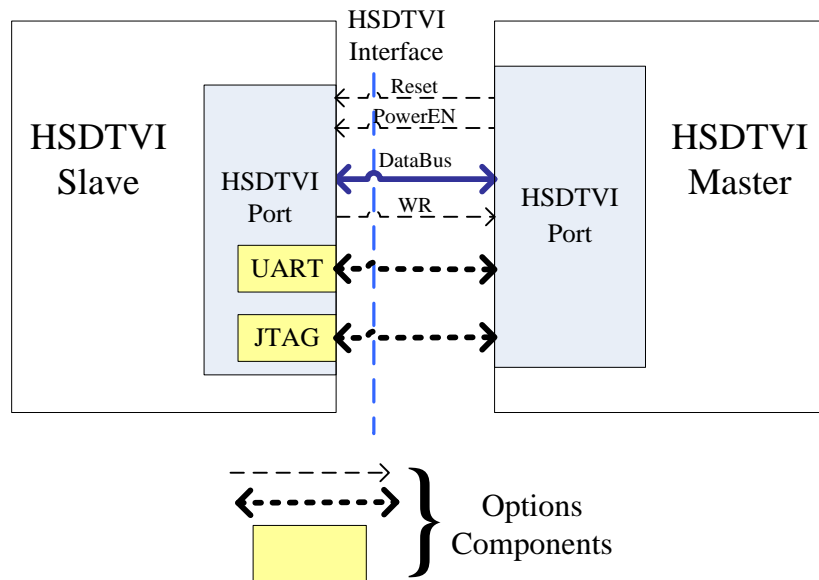 HSDTVI
Interface
HSDTVI
Slave
HSDTVI
Port
UART
JTAG
Reset
PowerEN
DataBus
WR
HSDTVI
Port
HSDTVI
Master
Options
Components